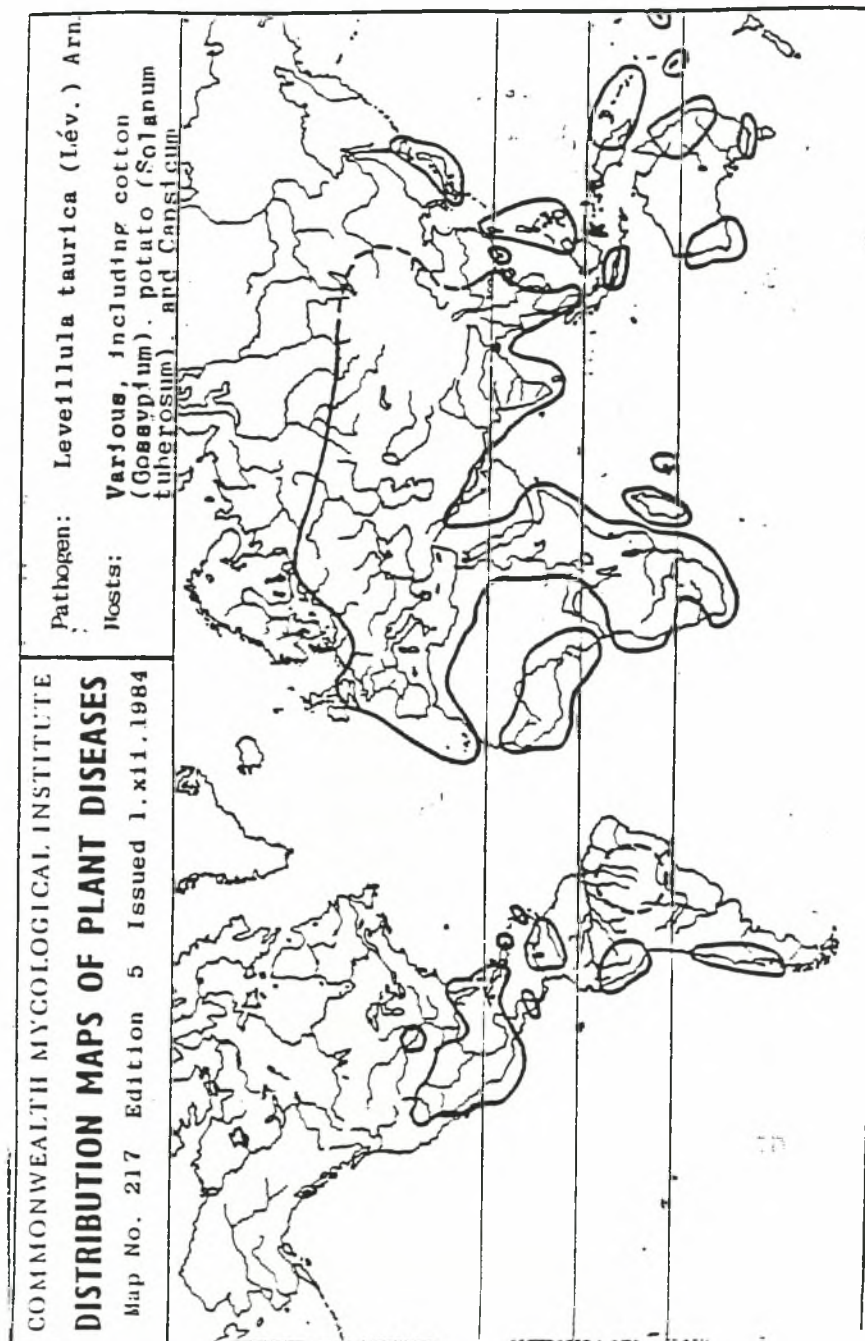 COMMONWEALTH MYCOLOGICAL INSTITUTE
DISTRIBUTION MAPS OF PLANT DISEASES
Map No. 217 Edition 5 Issued 1.xii.1984
Pathogen: Leveillula taurica (Lév.) Arn.
Hosts: Various, including cotton
(Gossypium), potato (Solanum
tuberosum), and Capsicum